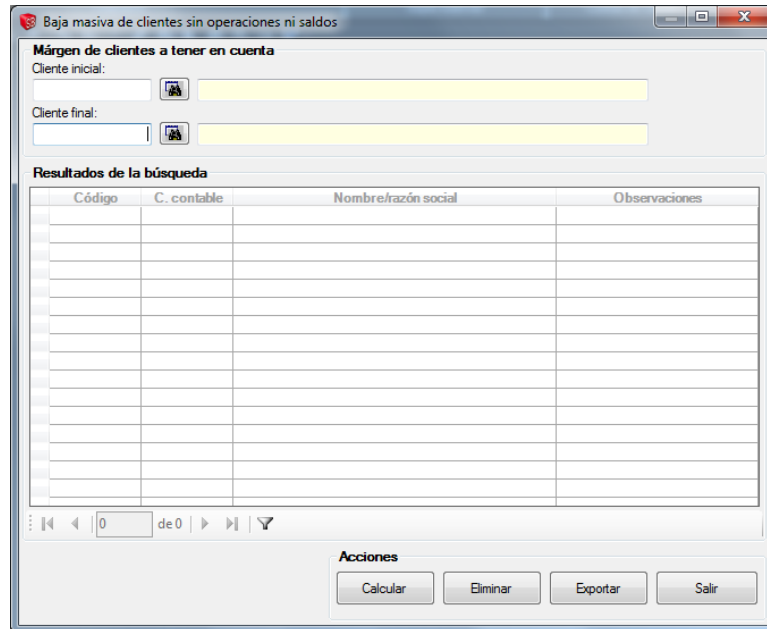 Baja masiva de clientes sin operaciones ni saldos
Márgen de clientes a tener en cuenta
Cliente inicial:
Cliente final:
Resultados de la búsqueda
Código C. contable Nombre/razón social Observaciones
0 de 0
Acciones
Calcular Eliminar Exportar Salir